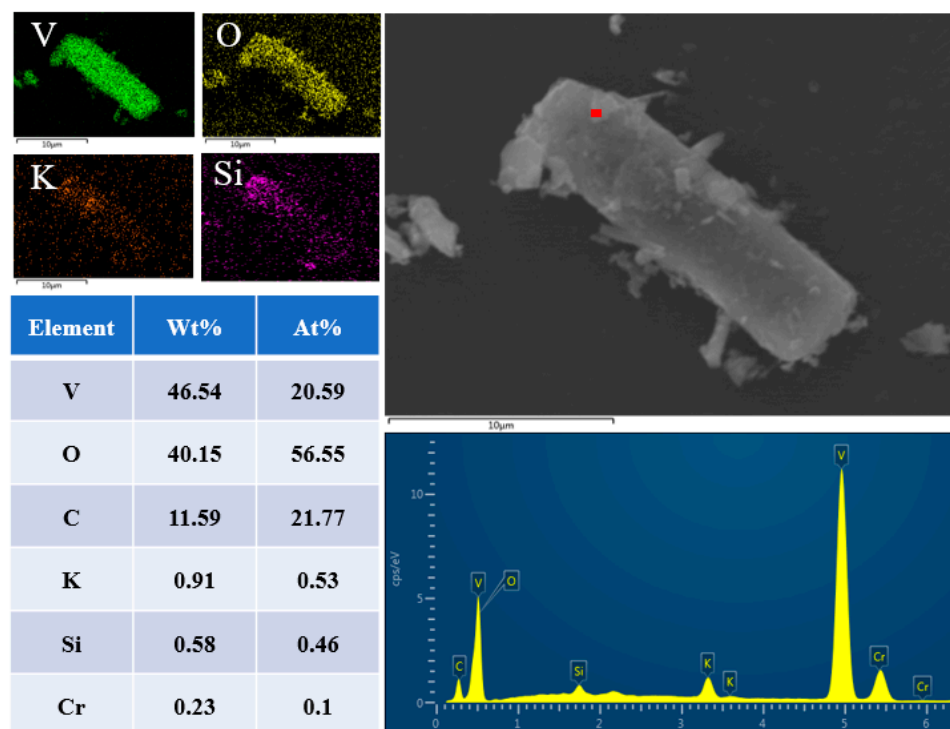 V
O
10μm
10μm
K
Si
10μm
10μm
Element Wt% At%
V 46.54 20.59
O 40.15 56.55
C 11.59 21.77
K 0.91 0.53
Si 0.58 0.46
Cr 0.23 0.1
10μm
cps/eV
10
5
0
C
V
O
Si
K
K
V
Cr
Cr
0 1 2 3 4 5 6